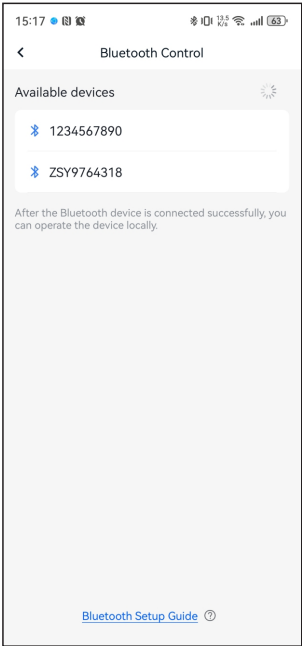 15:17 13.5 K/s 63
Bluetooth Control
Available devices
1234567890
ZSY9764318
After the Bluetooth device is connected successfully, you
can operate the device locally.
Bluetooth Setup Guide ?